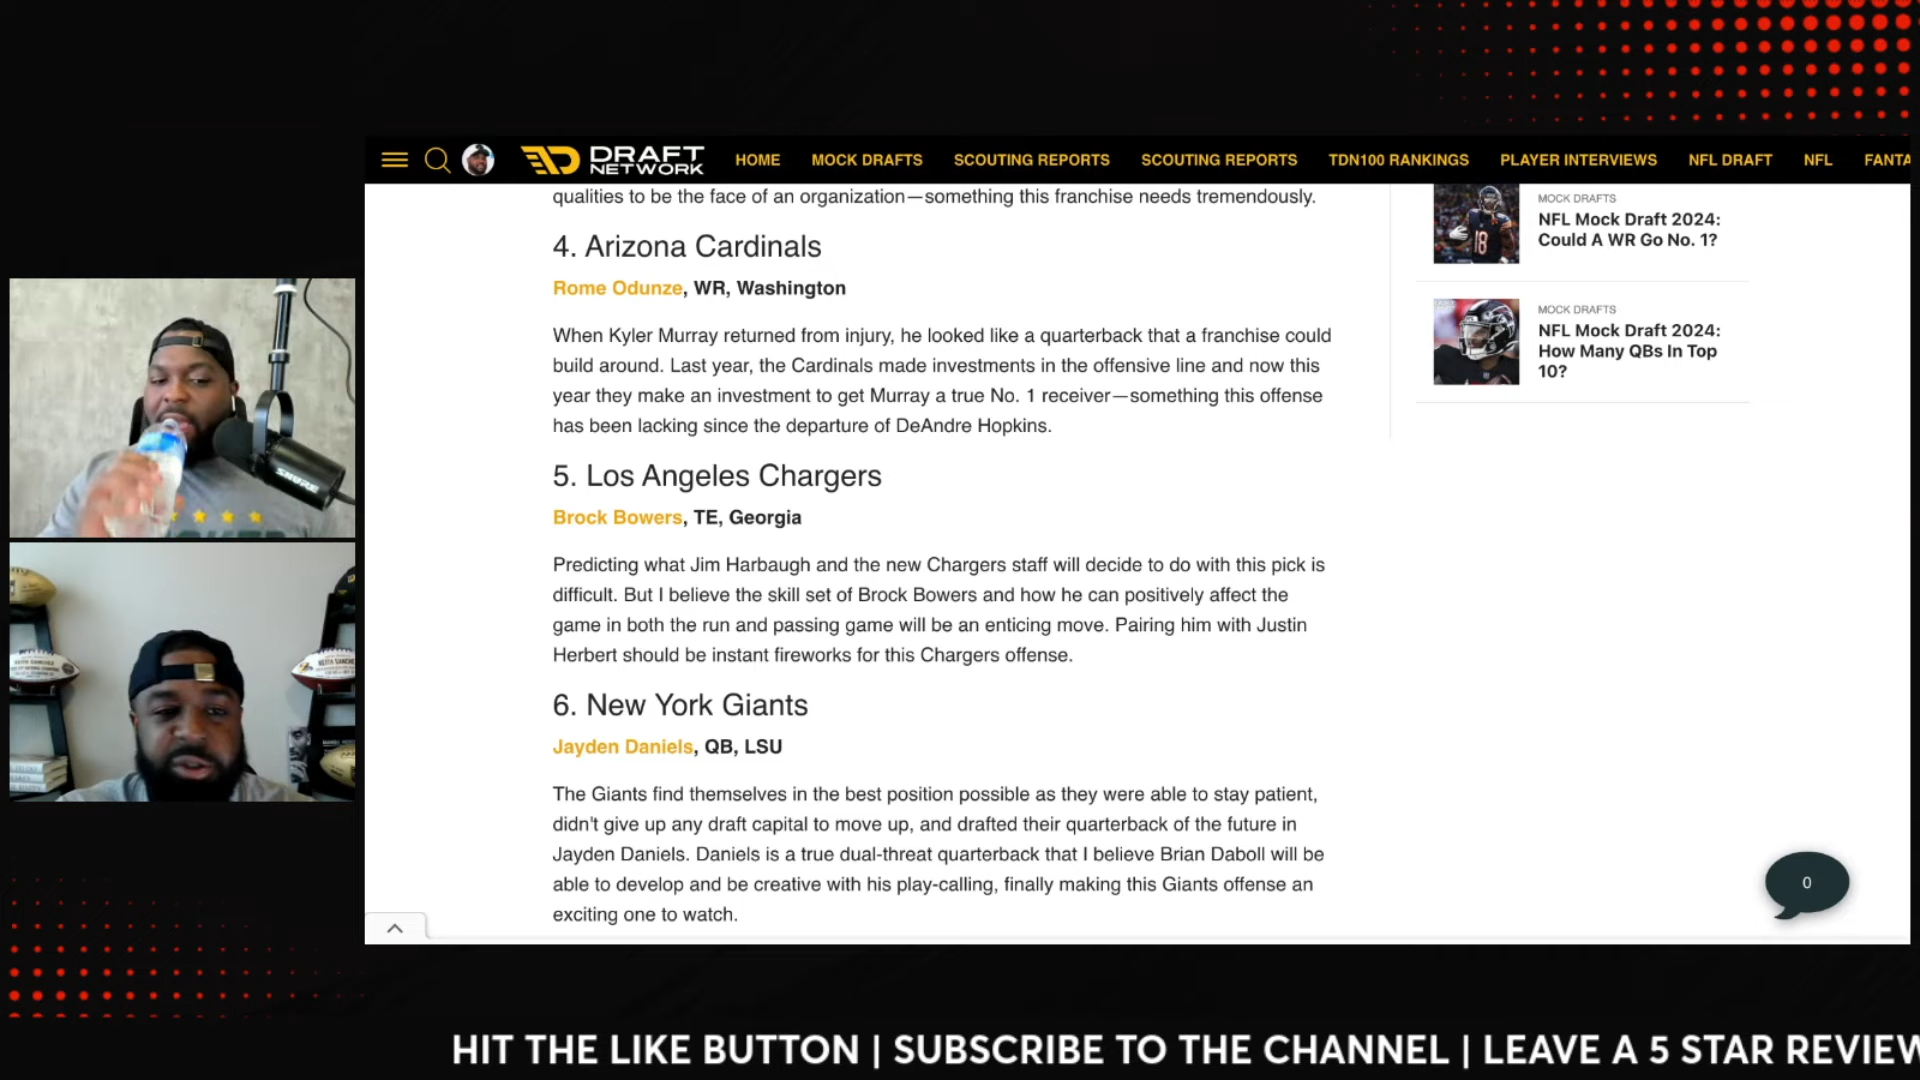 DRAFT
NETWORK
HOME
MOCK DRAFTS
SCOUTING REPORTS
SCOUTING REPORTS
TDN100 RANKINGS
PLAYER INTERVIEWS
NFL DRAFT
NFL
FANTA
qualities to be the face of an organization—something this franchise needs tremendously.
4. Arizona Cardinals
Rome Odunze, WR, Washington
When Kyler Murray returned from injury, he looked like a quarterback that a franchise could
build around. Last year, the Cardinals made investments in the offensive line and now this
year they make an investment to get Murray a true No. 1 receiver—something this offense
has been lacking since the departure of DeAndre Hopkins.
5. Los Angeles Chargers
Brock Bowers, TE, Georgia
Predicting what Jim Harbaugh and the new Chargers staff will decide to do with this pick is
difficult. But I believe the skill set of Brock Bowers and how he can positively affect the
game in both the run and passing game will be an enticing move. Pairing him with Justin
Herbert should be instant fireworks for this Chargers offense.
6. New York Giants
Jayden Daniels, QB, LSU
The Giants find themselves in the best position possible as they were able to stay patient,
didn't give up any draft capital to move up, and drafted their quarterback of the future in
Jayden Daniels. Daniels is a true dual-threat quarterback that I believe Brian Daboll will be
able to develop and be creative with his play-calling, finally making this Giants offense an
exciting one to watch.
MOCK DRAFTS
NFL Mock Draft 2024:
Could A WR Go No. 1?
18
MOCK DRAFTS
NFL Mock Draft 2024:
How Many QBs In Top
10?
0
SHURE
KEITH SANCHEZ
HIT THE LIKE BUTTON | SUBSCRIBE TO THE CHANNEL | LEAVE A 5 STAR REVIEW